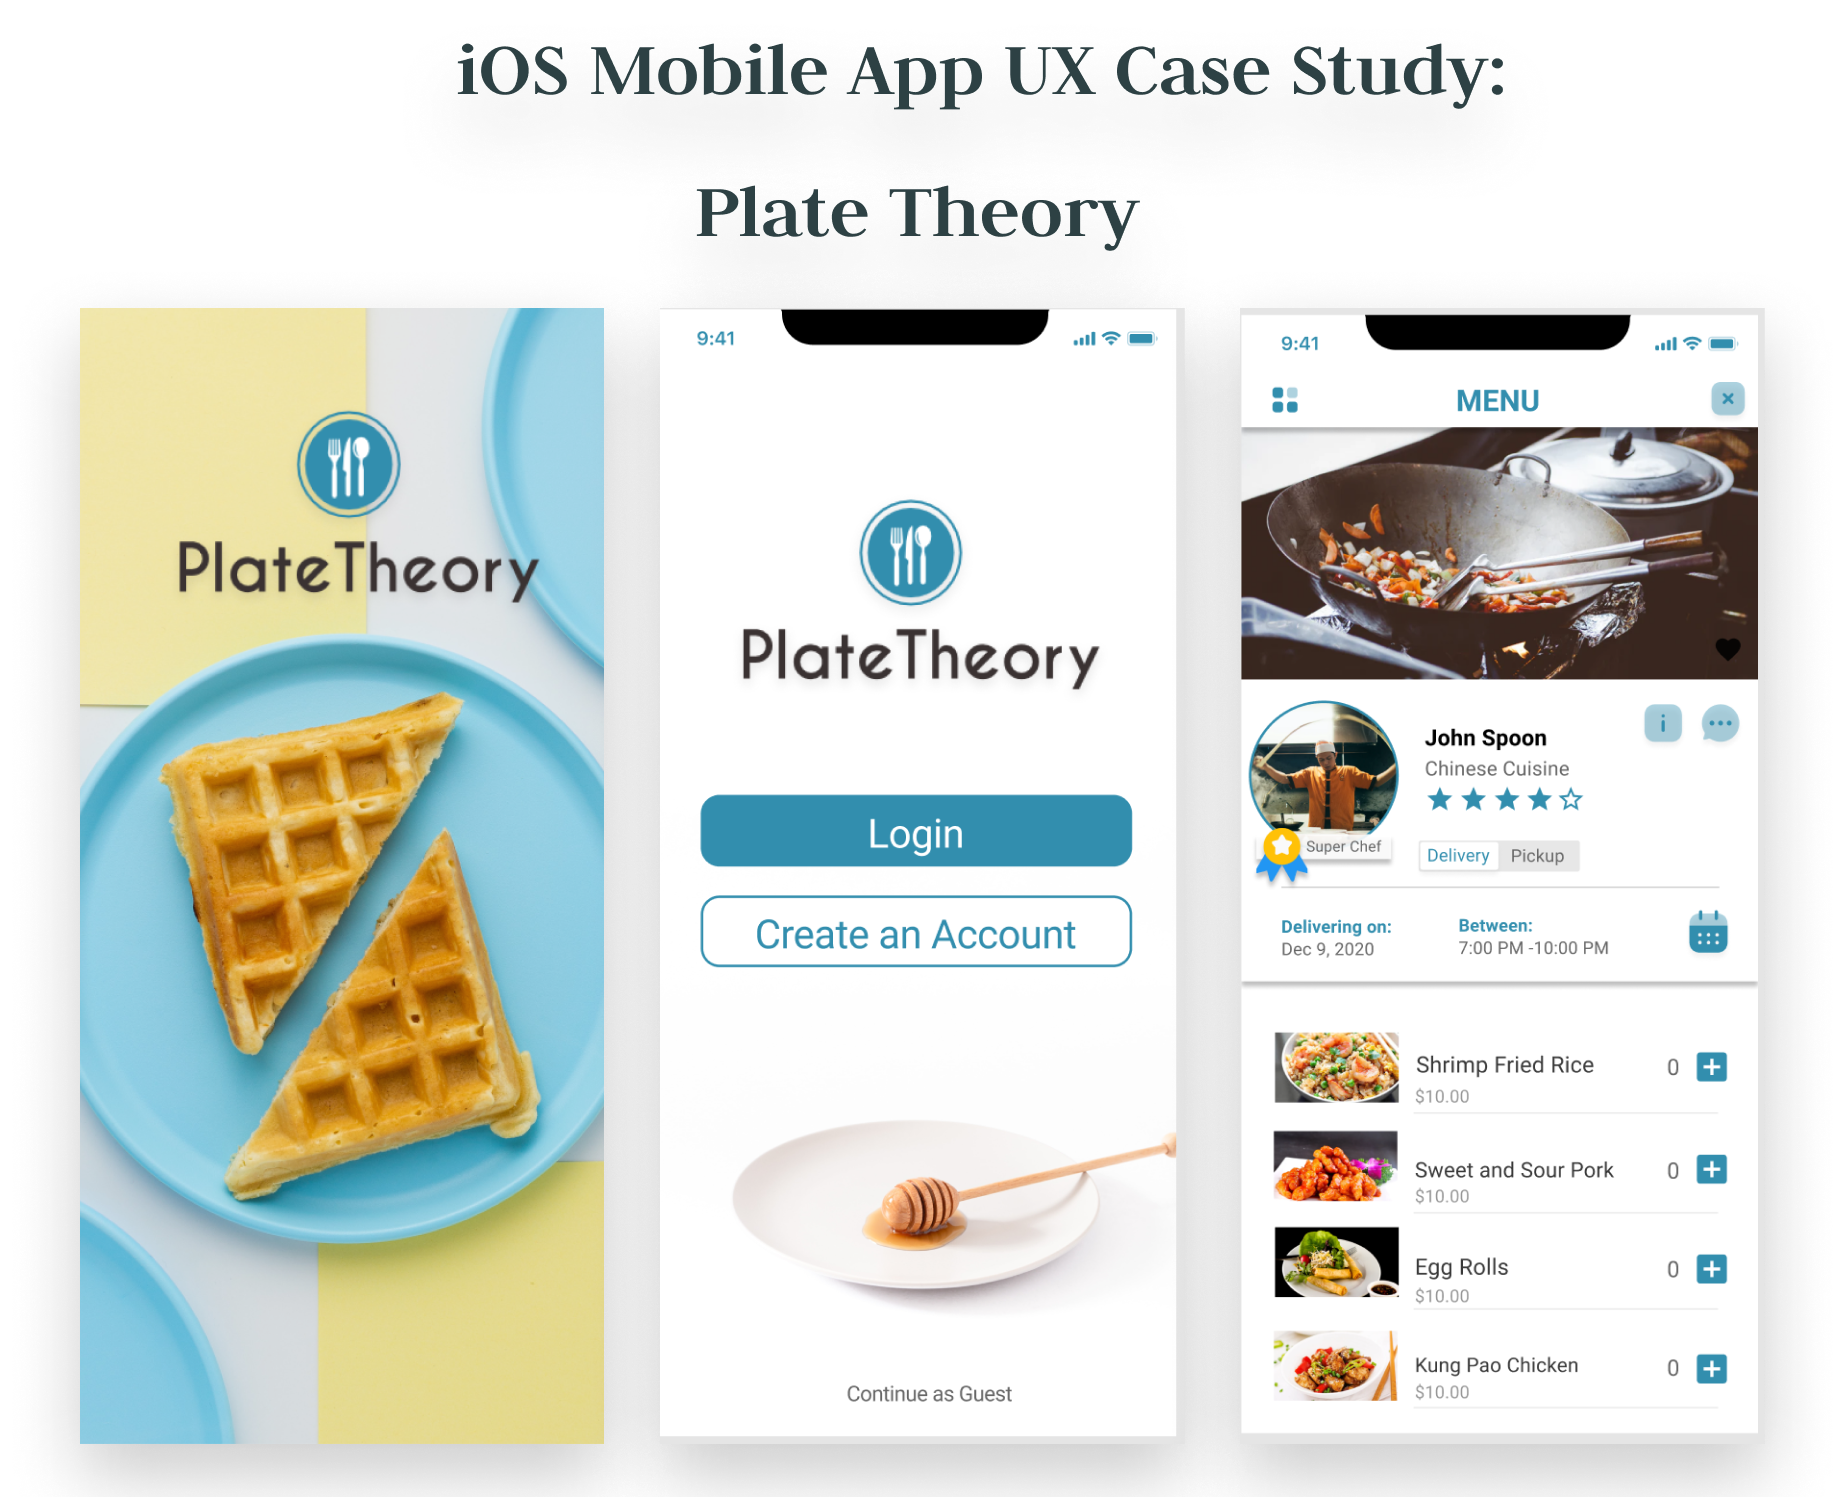 iOS Mobile App UX Case Study:
Plate Theory
PlateTheory
9:41
PlateTheory
Login
Create an Account
Continue as Guest
9:41
MENU
John Spoon
Chinese Cuisine
Super Chef
Delivery Pickup
Delivering on: Between:
Dec 9, 2020 7:00 PM -10:00 PM
Shrimp Fried Rice 0
$10.00
Sweet and Sour Pork 0
$10.00
Egg Rolls 0
$10.00
Kung Pao Chicken 0
$10.00